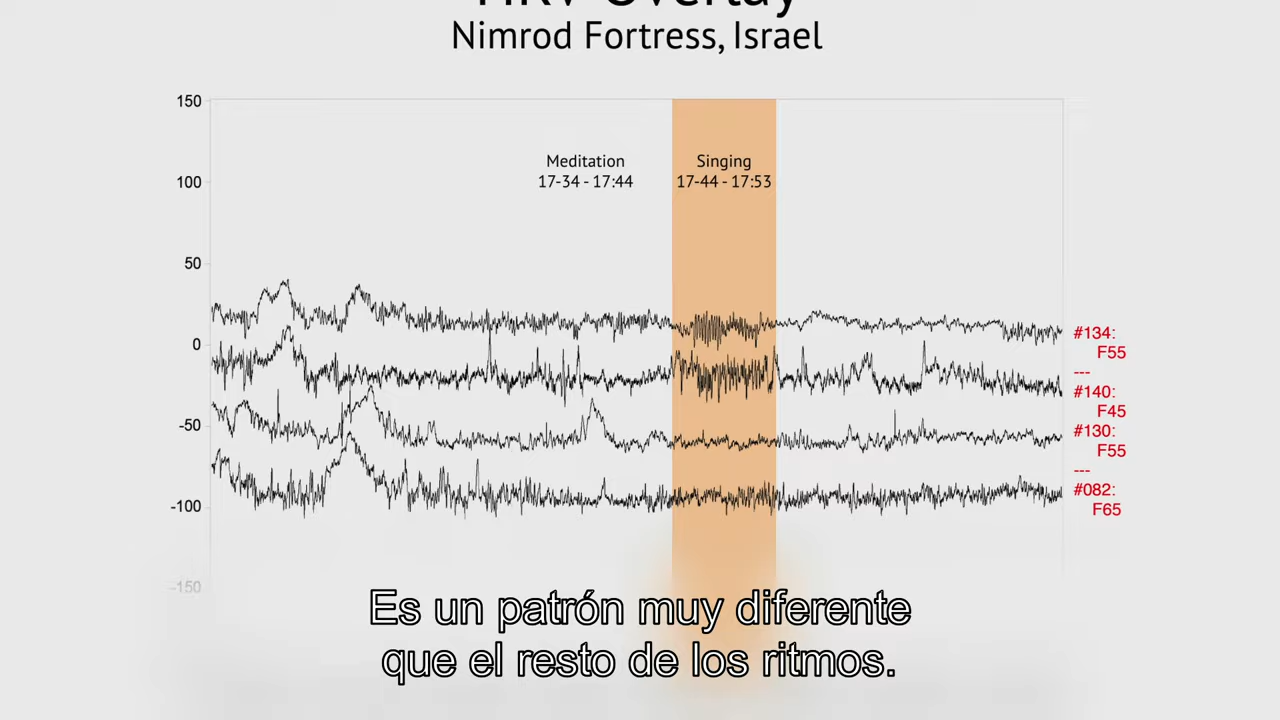 HRV Overlay
Nimrod Fortress, Israel
150
100
50
0
-50
-100
-150
Meditation
17-34 - 17:44
Singing
17-44 - 17:53
#134:
F55
---
#140:
F45
#130:
F55
---
#082:
F65
Es un patrón muy diferente
que el resto de los ritmos.